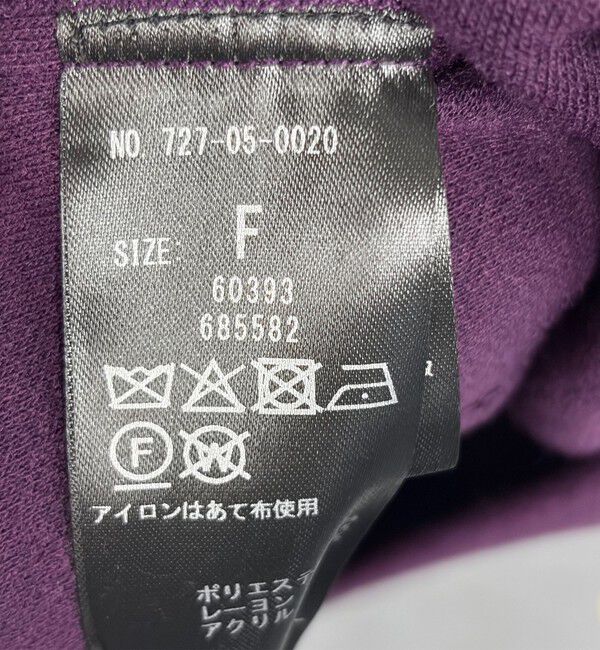 NO. 727-05-0020
SIZE F
60393
685582
F W
アイロンはあて布使用
ポリエステ
レーヨン
アクリル